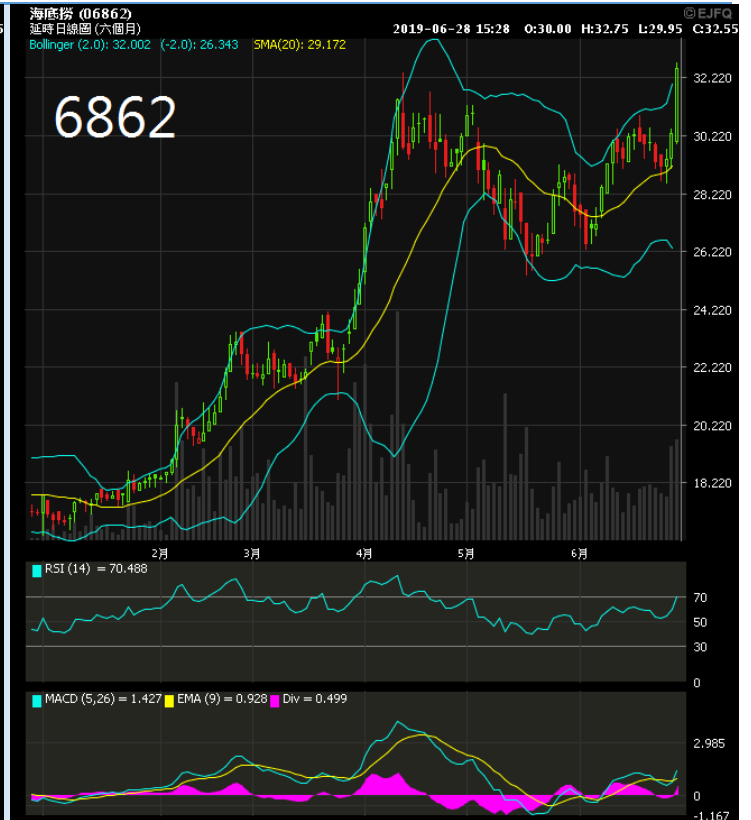 海底撈 (06862)
©EJFQ
延時日線圖 (六個月)
2019-06-28 15:28 O:30.00 H:32.75 L:29.95 C:32.55
Bollinger (2.0): 32.002 (-2.0): 26.343 SMA(20): 29.172
6862
32.220
30.220
28.220
26.220
24.220
22.220
20.220
18.220
2月 3月 4月 5月 6月
RSI (14) = 70.488
70
50
30
0
MACD (5,26) = 1.427 EMA (9) = 0.928 Div = 0.499
2.985
0
-1.167